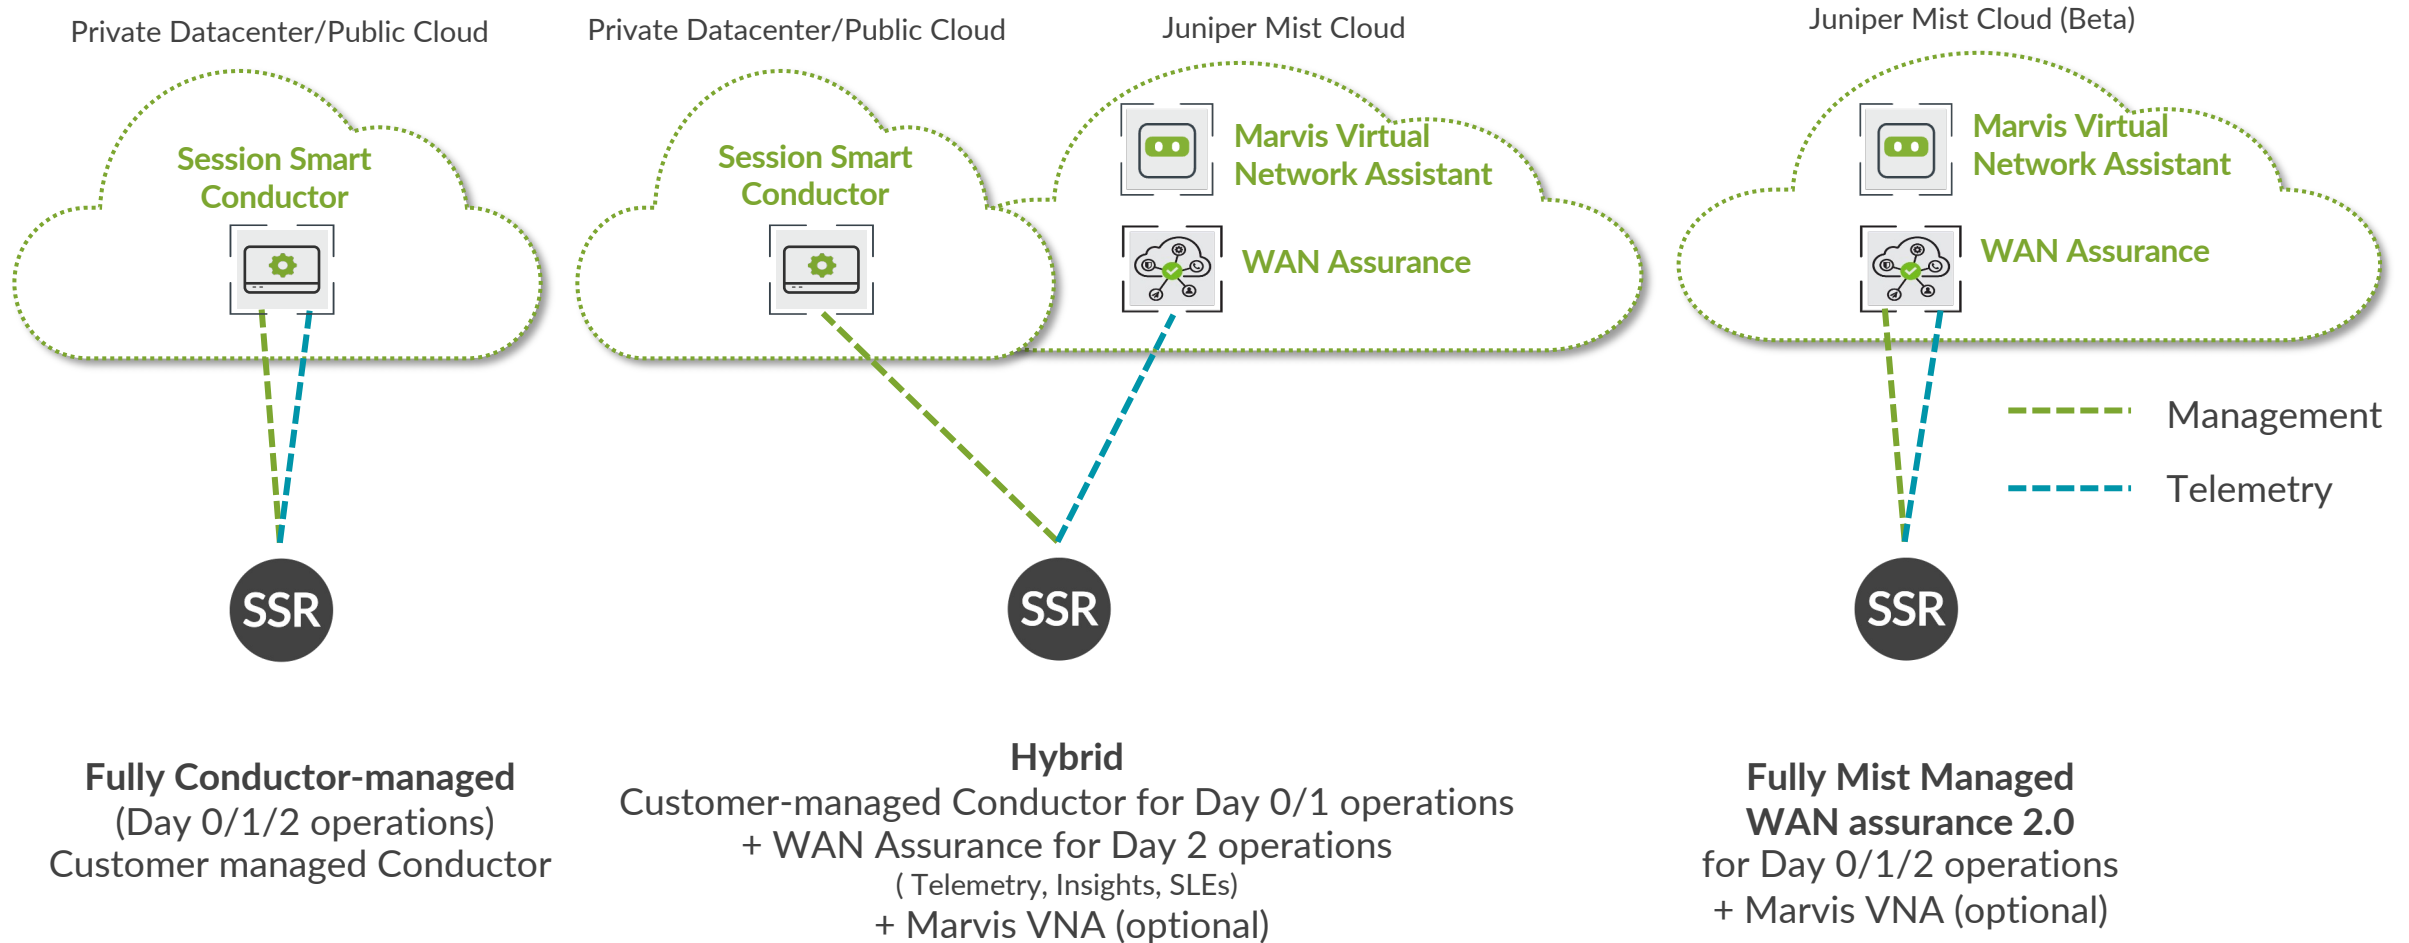 Private Datacenter/Public Cloud
Session Smart
Conductor
SSR
Fully Conductor-managed
(Day 0/1/2 operations)
Customer managed Conductor
Private Datacenter/Public Cloud
Session Smart
Conductor
Juniper Mist Cloud
Marvis Virtual
Network Assistant
WAN Assurance
SSR
Hybrid
Customer-managed Conductor for Day 0/1 operations
+ WAN Assurance for Day 2 operations
( Telemetry, Insights, SLEs)
+ Marvis VNA (optional)
Juniper Mist Cloud (Beta)
Marvis Virtual
Network Assistant
WAN Assurance
Management
Telemetry
SSR
Fully Mist Managed
WAN assurance 2.0
for Day 0/1/2 operations
+ Marvis VNA (optional)